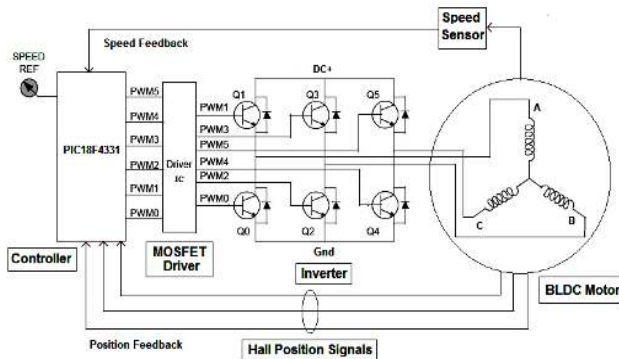 Speed Sensor
Speed Feedback
SPEED REF
DC+
PWM5
PWM4
PWM3
PWM2
PWM1
PWM0
PIC18F4331
Driver IC
PWM1
PWM3
PWM5
PWM4
PWM2
PWM0
Q1
Q3
Q5
Q0
Q2
Q4
A
B
C
Gnd
Controller
MOSFET Driver
Inverter
BLDC Motor
Position Feedback
Hall Position Signals